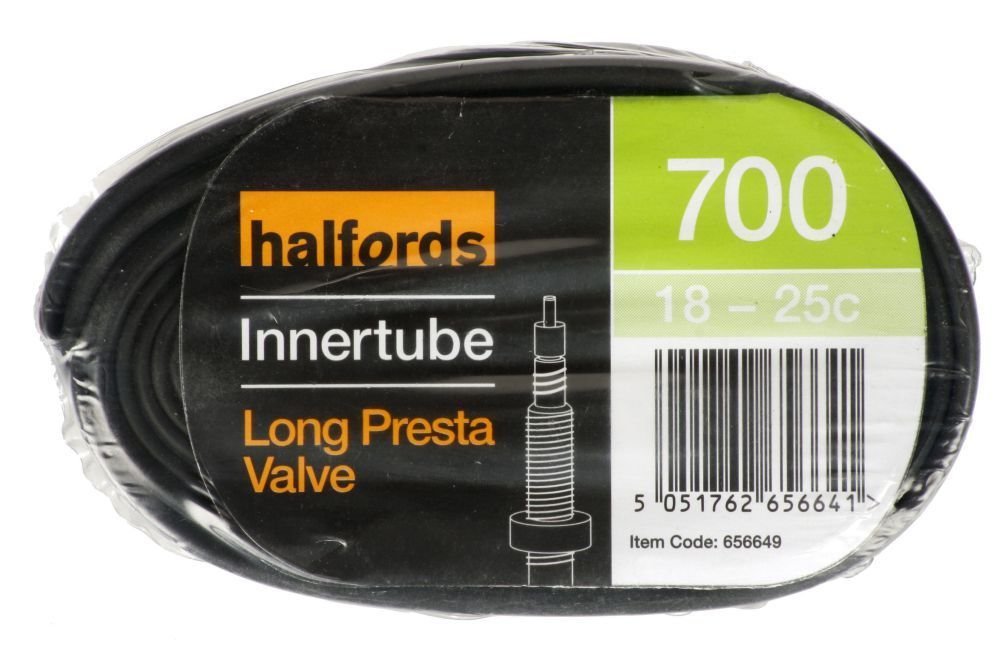 halfords
Innertube
Long Presta
Valve
700
18 – 25c
5 051762 656641 >
Item Code: 656649